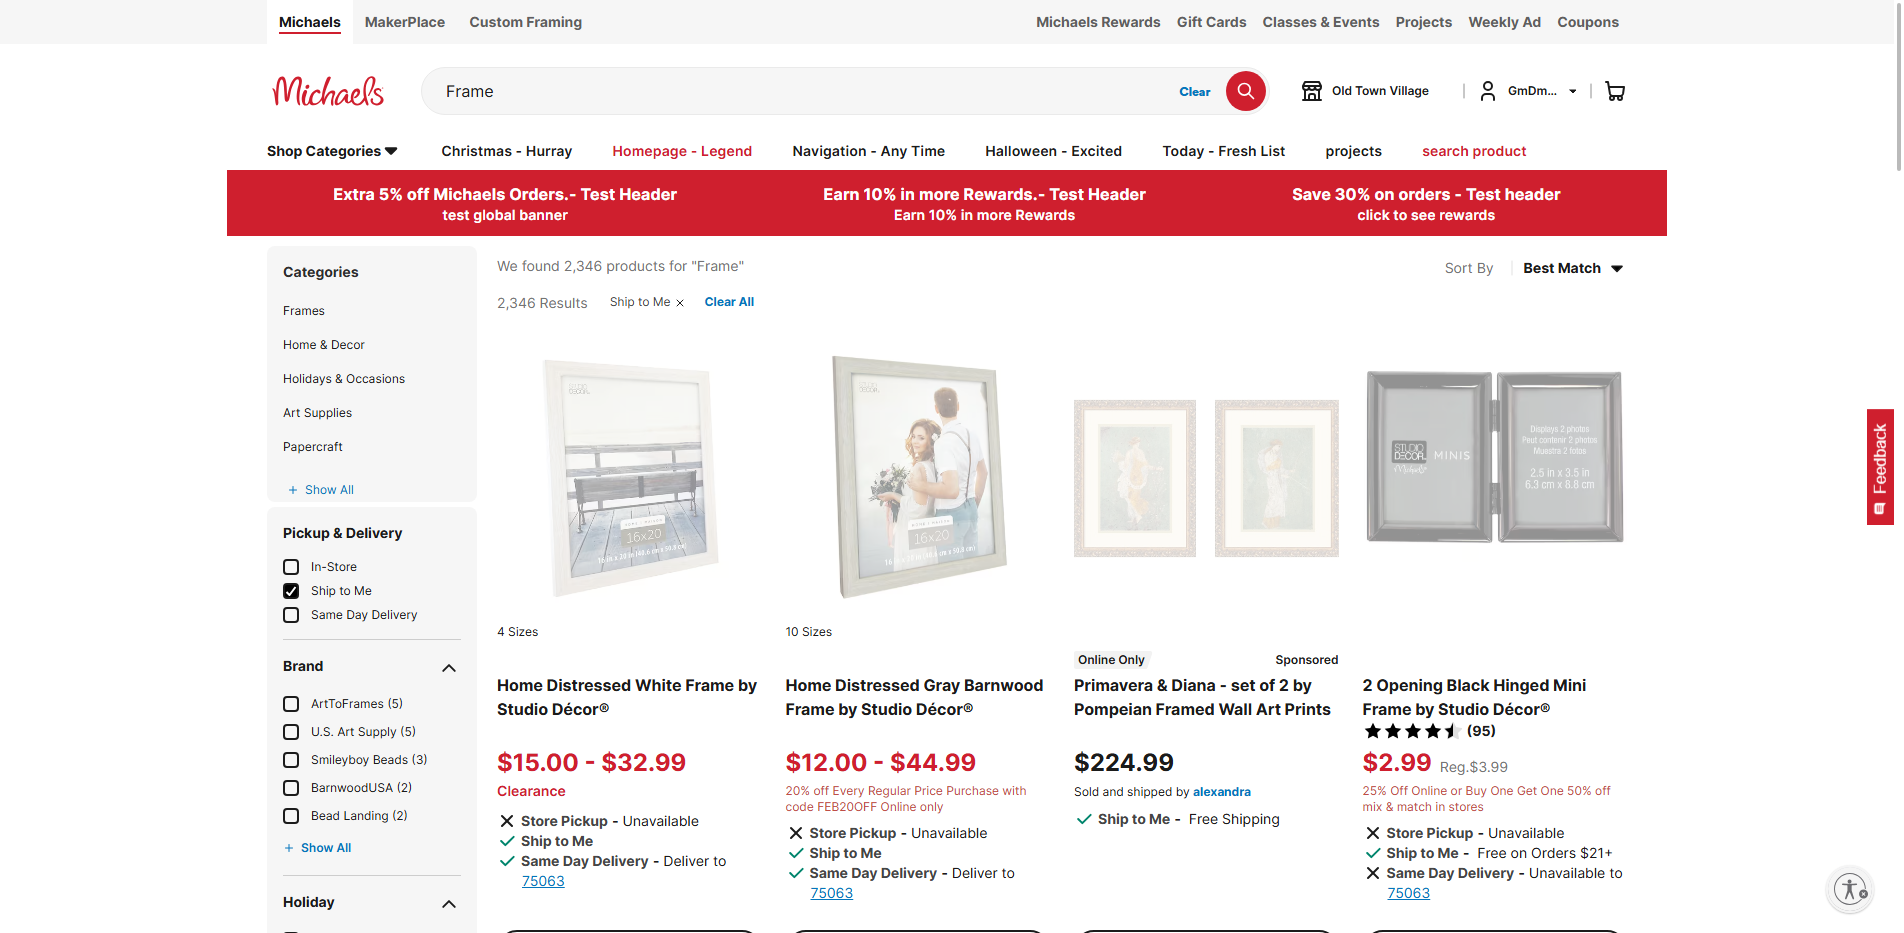 Michaels
MakerPlace
Custom Framing
Michaels Rewards
Gift Cards
Classes & Events
Projects
Weekly Ad
Coupons
Michaels
Frame
Clear
Old Town Village
GmDm...
Shop Categories
Christmas - Hurray
Homepage - Legend
Navigation - Any Time
Halloween - Excited
Today - Fresh List
projects
search product
Extra 5% off Michaels Orders.- Test Header
test global banner
Earn 10% in more Rewards.- Test Header
Earn 10% in more Rewards
Save 30% on orders - Test header
click to see rewards
Categories
Frames
Home & Decor
Holidays & Occasions
Art Supplies
Papercraft
+ Show All
Pickup & Delivery
In-Store
Ship to Me
Same Day Delivery
Brand
ArtToFrames (5)
U.S. Art Supply (5)
Smileyboy Beads (3)
BarnwoodUSA (2)
Bead Landing (2)
+ Show All
Holiday
We found 2,346 products for "Frame"
Sort By
Best Match
2,346 Results
Ship to Me
Clear All
16x20
4 Sizes
Home Distressed White Frame by
Studio Décor®
$15.00 - $32.99
Clearance
Store Pickup - Unavailable
Ship to Me
Same Day Delivery - Deliver to
75063
16x20
10 Sizes
Home Distressed Gray Barnwood
Frame by Studio Décor®
$12.00 - $44.99
20% off Every Regular Price Purchase with
code FEB20OFF Online only
Store Pickup - Unavailable
Ship to Me
Same Day Delivery - Deliver to
75063
Online Only
Sponsored
Primavera & Diana - set of 2 by
Pompeian Framed Wall Art Prints
$224.99
Sold and shipped by alexandra
Ship to Me - Free Shipping
STUDIO
DECOR
MINIS
Michaels
Displays 2 photos
Peut contenir 2 photos
Muestra 2 fotos
2.5 in x 3.5 in
6.3 cm x 8.8 cm
2 Opening Black Hinged Mini
Frame by Studio Décor®
(95)
$2.99 Reg.$3.99
25% Off Online or Buy One Get One 50% off
mix & match in stores
Store Pickup - Unavailable
Ship to Me - Free on Orders $21+
Same Day Delivery - Unavailable to
75063
Feedback